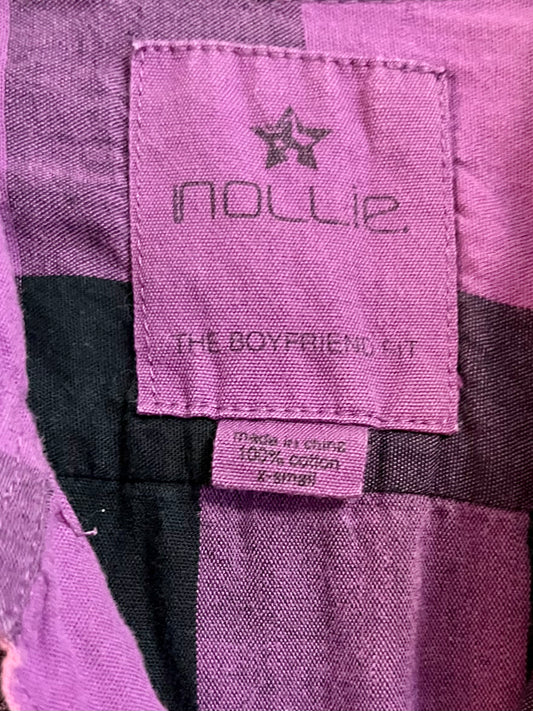 nollie.
THE BOYFRIEND FIT
made in china
100% cotton
x-small